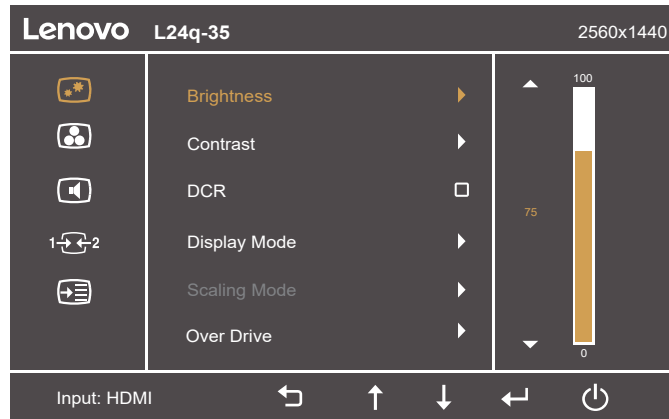 Lenovo L24q-35 2560x1440
Brightness
100
Contrast
DCR
75
1 2
Display Mode
Scaling Mode
Over Drive
0
Input: HDMI